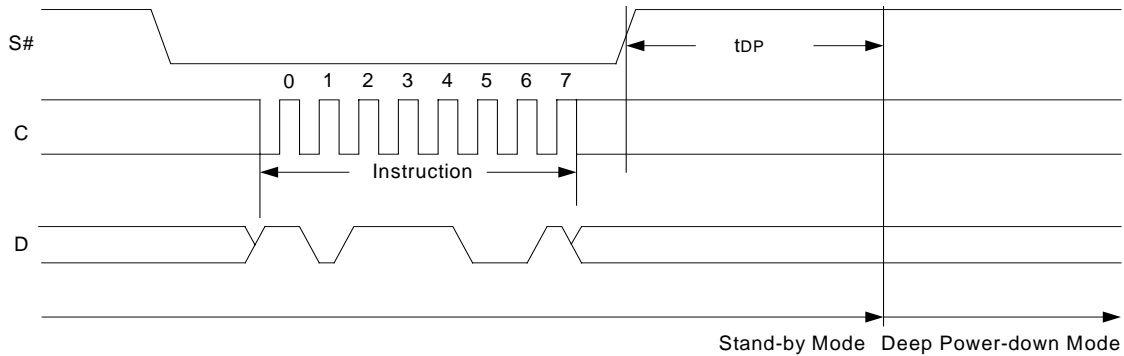 S#
tDP
0 1 2 3 4 5 6 7
C
Instruction
D
Stand-by Mode Deep Power-down Mode